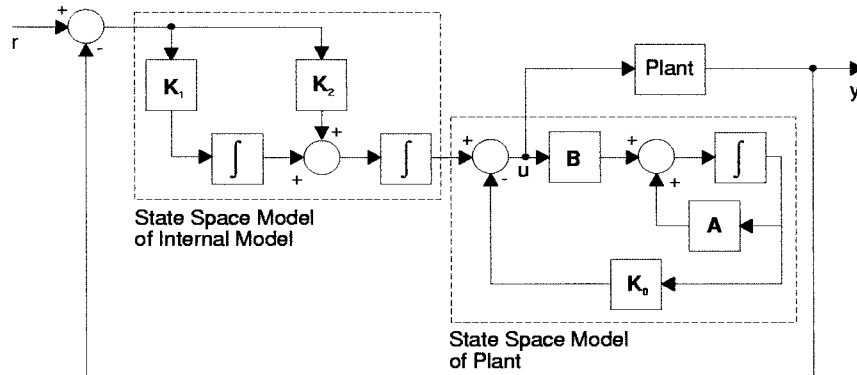 +
r
-
K₁
K₂
Plant
y
+
∫
+
∫
+
-
u
B
+
+
∫
A
K₀
State Space Model
of Internal Model
State Space Model
of Plant